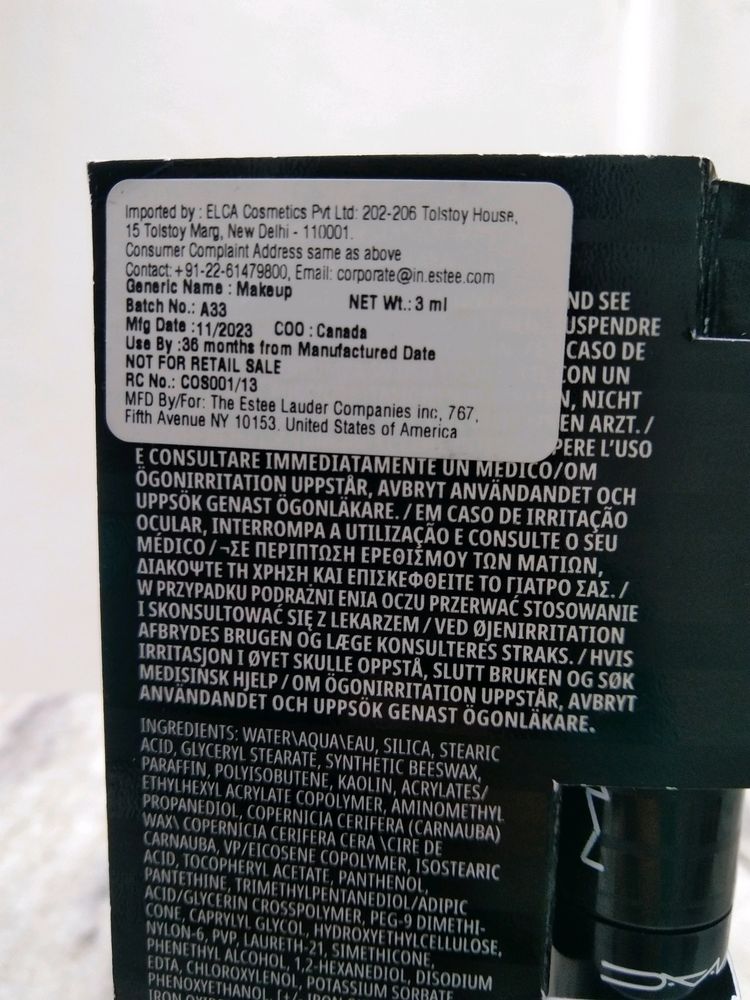 Imported by : ELCA Cosmetics Pvt Ltd: 202-206 Tolstoy House,
15 Tolstoy Marg, New Delhi - 110001.
Consumer Complaint Address same as above
Contact: +91-22-61479800, Email: corporate@in.estee.com
Generic Name : Makeup
Batch No.: A33 NET Wt.: 3 ml
Mfg Date :11/2023 COO : Canada
Use By :36 months from Manufactured Date
NOT FOR RETAIL SALE
RC No.: COS001/13
MFD By/For: The Estee Lauder Companies inc, 767,
Fifth Avenue NY 10153. United States of America
ND SEE
USPENDRE
CASO DE
CON UN
N, NICHT
EN ARZT. /
PERE L'USO
E CONSULTARE IMMEDIATAMENTE UN MEDICO/OM
ÖGONIRRITATION UPPSTÅR, AVBRYT ANVÄNDANDET OCH
UPPSÖK GENAST ÖGONLÄKARE. / EM CASO DE IRRITAÇÃO
OCULAR, INTERROMPA A UTILIZAÇÃO E CONSULTE O SEU
MÉDICO / ¬ΣΕ ΠΕΡΙΠΤΩΣΗ ΕΡΕΘΙΣΜΟΥ ΤΩΝ ΜΑΤΙΩΝ,
ΔΙΑΚΟΨΤΕ ΤΗ ΧΡΗΣΗ ΚΑΙ ΕΠΙΣΚΕΦΘΕΙΤΕ ΤΟ ΓΙΑΤΡΟ ΣΑΣ. /
W PRZYPADKU PODRAŻNI ENIA OCZU PRZERWAĆ STOSOWANIE
I SKONSULTOWAĆ SIĘ Z LEKARZEM / VED ØJENIRRITATION
AFBRYDES BRUGEN OG LÆGE KONSULTERES STRAKS. / HVIS
IRRITASJON I ØYET SKULLE OPPSTÅ, SLUTT BRUKEN OG SØK
MEDISINSK HJELP / OM ÖGONIRRITATION UPPSTÅR, AVBRYT
ANVÄNDANDET OCH UPPSÖK GENAST ÖGONLÄKARE.
INGREDIENTS: WATER\AQUA\EAU, SILICA, STEARIC
ACID, GLYCERYL STEARATE, SYNTHETIC BEESWAX,
PARAFFIN, POLYISOBUTENE, KAOLIN, ACRYLATES/
ETHYLHEXYL ACRYLATE COPOLYMER, AMINOMETHYL
PROPANEDIOL, COPERNICIA CERIFERA (CARNAUBA)
WAX\ COPERNICIA CERIFERA CERA \CIRE DE
CARNAUBA, VP/EICOSENE COPOLYMER, ISOSTEARIC
ACID, TOCOPHERYL ACETATE, PANTHENOL,
PANTETHINE, TRIMETHYLPENTANEDIOL/ADIPIC
ACID/GLYCERIN CROSSPOLYMER, PEG-9 DIMETHI-
CONE, CAPRYLYL GLYCOL, HYDROXYETHYLCELLULOSE,
NYLON-6, PVP, LAURETH-21, SIMETHICONE,
PHENETHYL ALCOHOL, 1,2-HEXANEDIOL, DISODIUM
EDTA, CHLOROXYLENOL, POTASSIUM SORBATE,
PHENOXYETHANOL, [+/- IRON
M